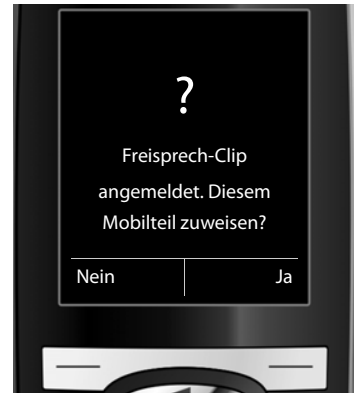 ?
Freisprech-Clip
angemeldet. Diesem
Mobilteil zuweisen?
Nein Ja